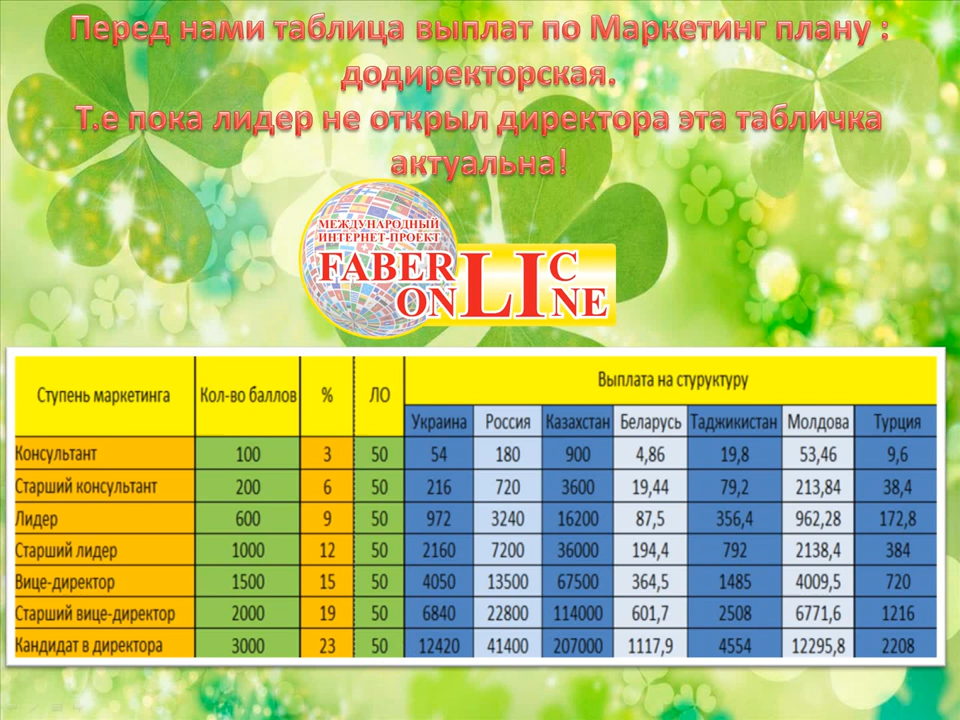 Перед нами таблица выплат по Маркетинг плану :
додиректорская.
Т.е пока лидер не открыл директора эта табличка
актуальна!
МЕЖДУНАРОДНЫЙ
ИНТЕРНЕТ-ПРОЕКТ
FABERLIC
ONLINE
Ступень маркетинга Кол-во баллов % ЛО Выплата на стуруктуру
Украина Россия Казахстан Беларусь Таджикистан Молдова Турция
Консультант 100 3 50 54 180 900 4,86 19,8 53,46 9,6
Старший консультант 200 6 50 216 720 3600 19,44 79,2 213,84 38,4
Лидер 600 9 50 972 3240 16200 87,5 356,4 962,28 172,8
Старший лидер 1000 12 50 2160 7200 36000 194,4 792 2138,4 384
Вице-директор 1500 15 50 4050 13500 67500 364,5 1485 4009,5 720
Старший вице-директор 2000 19 50 6840 22800 114000 601,7 2508 6771,6 1216
Кандидат в директора 3000 23 50 12420 41400 207000 1117,9 4554 12295,8 2208